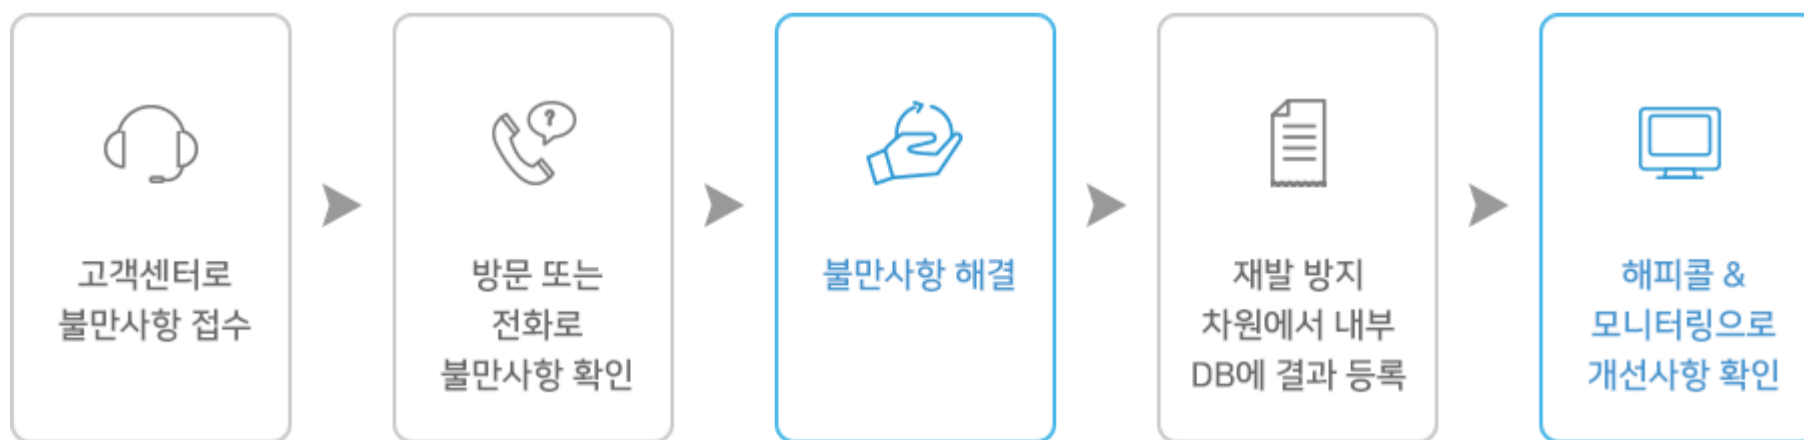 고객센터로
불만사항 접수
?
방문 또는
전화로
불만사항 확인
불만사항 해결
재발 방지
차원에서 내부
DB에 결과 등록
해피콜 &
모니터링으로
개선사항 확인